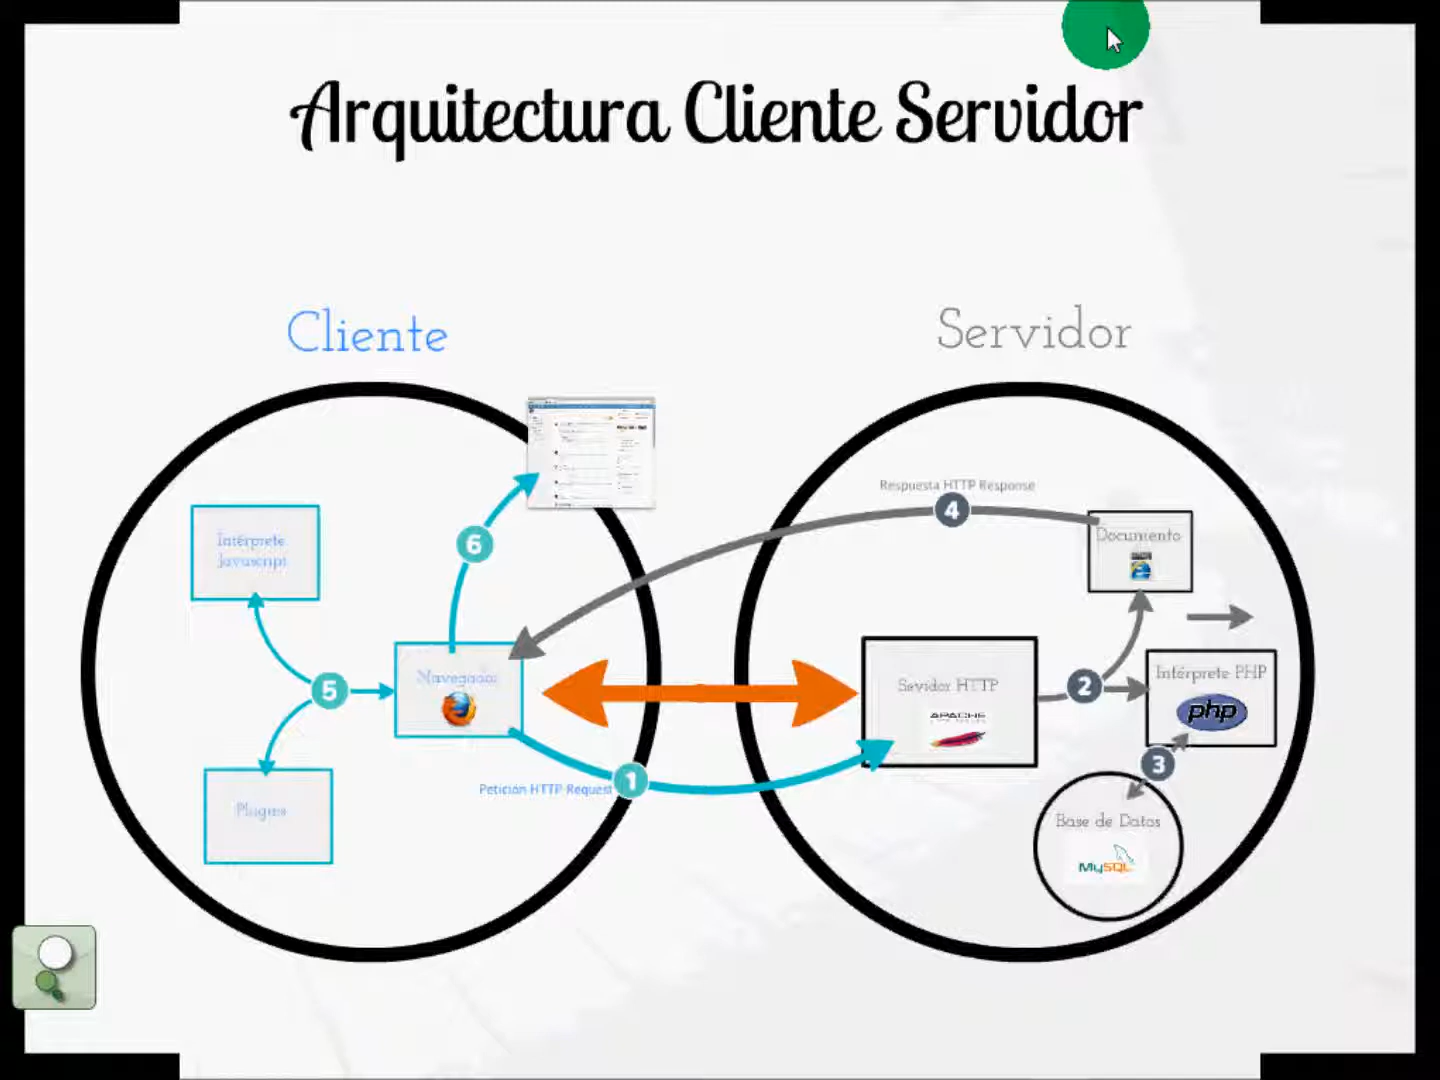 Arquitectura Cliente Servidor
Cliente
Servidor
Respuesta HTTP Response
4
Documento
6
Intérprete
Javascript
5
Navegador
Sevidor HTTP
APACHE
2
Intérprete PHP
php
3
1
Petición HTTP Request
Plugins
Base de Datos
MySQL